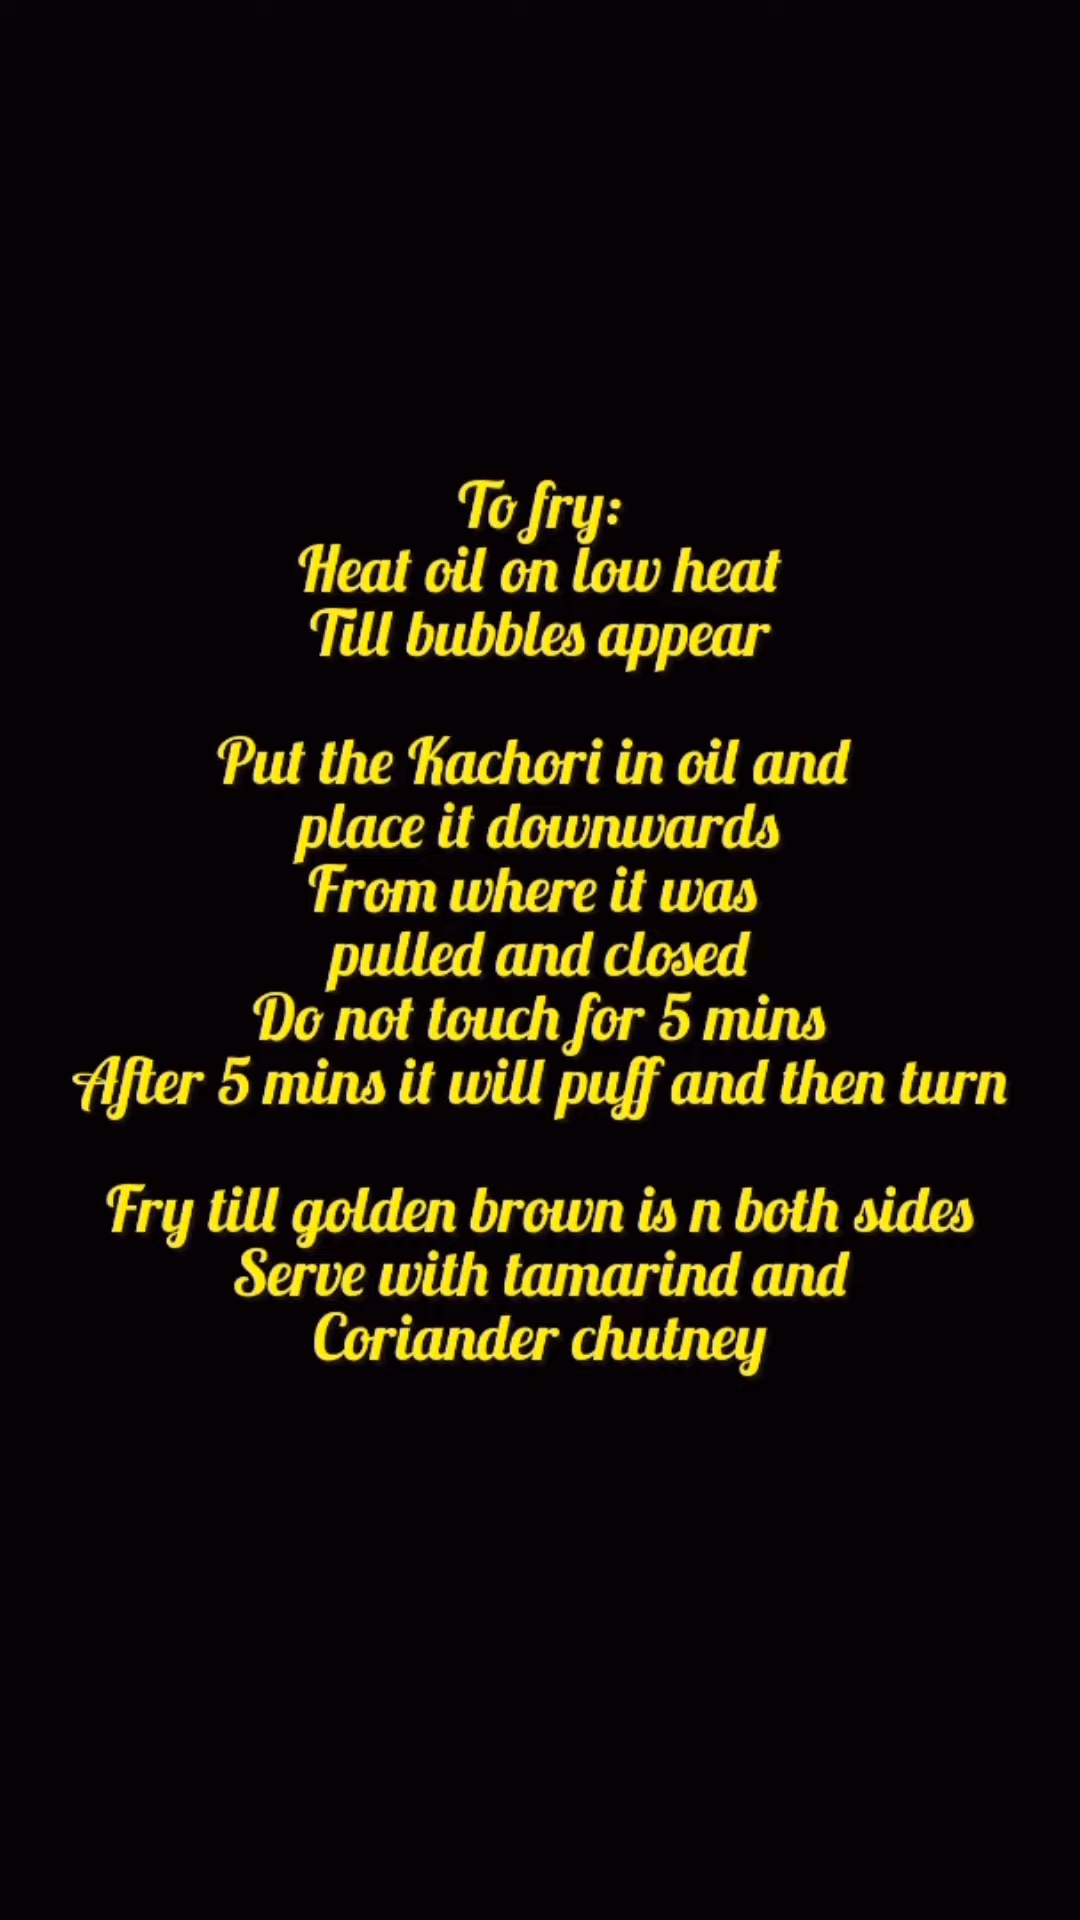 To fry:
Heat oil on low heat
Till bubbles appear
Put the Kachori in oil and
place it downwards
From where it was
pulled and closed
Do not touch for 5 mins
After 5 mins it will puff and then turn
Fry till golden brown is n both sides
Serve with tamarind and
Coriander chutney